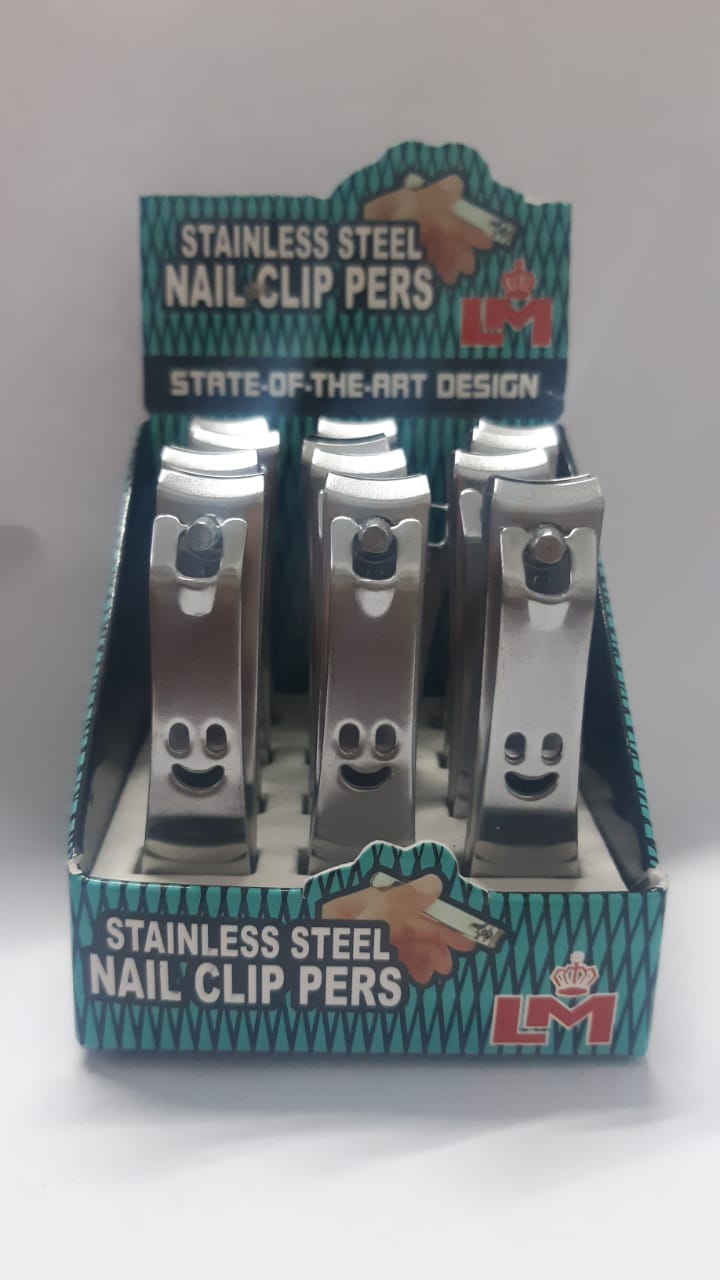 STAINLESS STEEL
NAIL CLIP PERS
LM
STATE-OF-THE-ART DESIGN
STAINLESS STEEL
NAIL CLIP PERS
LM